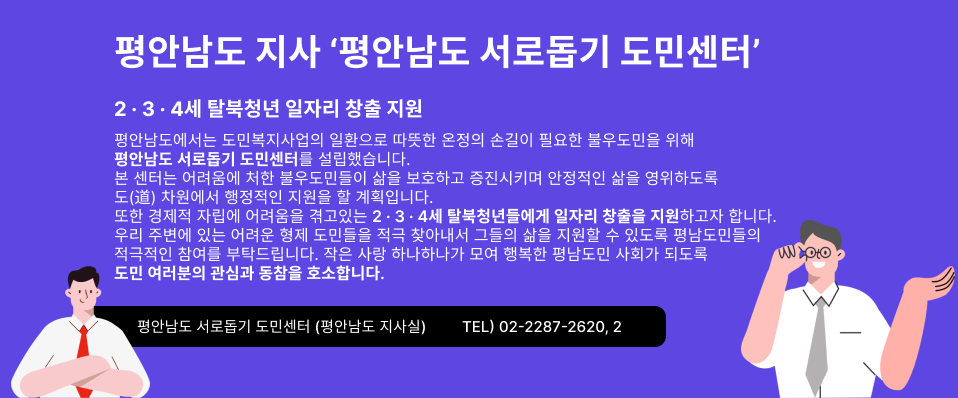 평안남도 지사 ‘평안남도 서로돕기 도민센터’
2 · 3 · 4세 탈북청년 일자리 창출 지원
평안남도에서는 도민복지사업의 일환으로 따뜻한 온정의 손길이 필요한 불우도민을 위해
평안남도 서로돕기 도민센터를 설립했습니다.
본 센터는 어려움에 처한 불우도민들이 삶을 보호하고 증진시키며 안정적인 삶을 영위하도록
도(道) 차원에서 행정적인 지원을 할 계획입니다.
또한 경제적 자립에 어려움을 겪고있는 2 · 3 · 4세 탈북청년들에게 일자리 창출을 지원하고자 합니다.
우리 주변에 있는 어려운 형제 도민들을 적극 찾아내서 그들의 삶을 지원할 수 있도록 평남도민들의
적극적인 참여를 부탁드립니다. 작은 사랑 하나하나가 모여 행복한 평남도민 사회가 되도록
도민 여러분의 관심과 동참을 호소합니다.
평안남도 서로돕기 도민센터 (평안남도 지사실) TEL) 02-2287-2620, 2